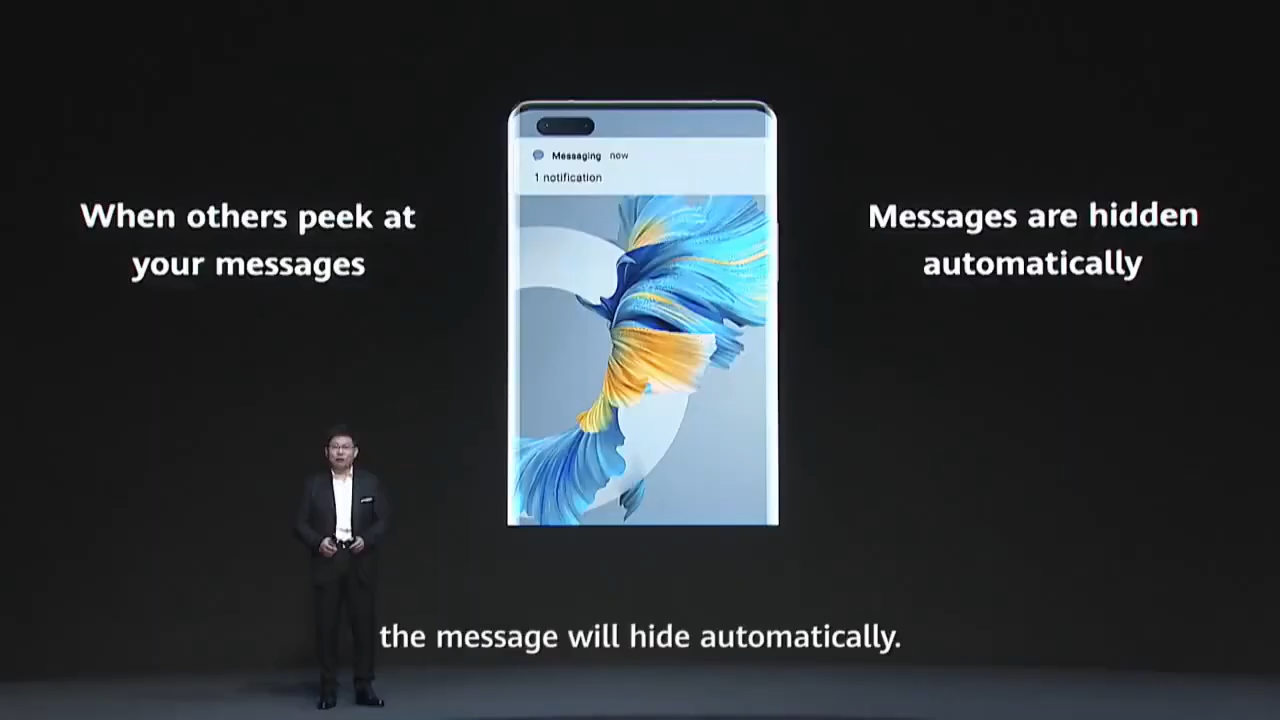 When others peek at
your messages
Messaging now
1 notification
Messages are hidden
automatically
the message will hide automatically.